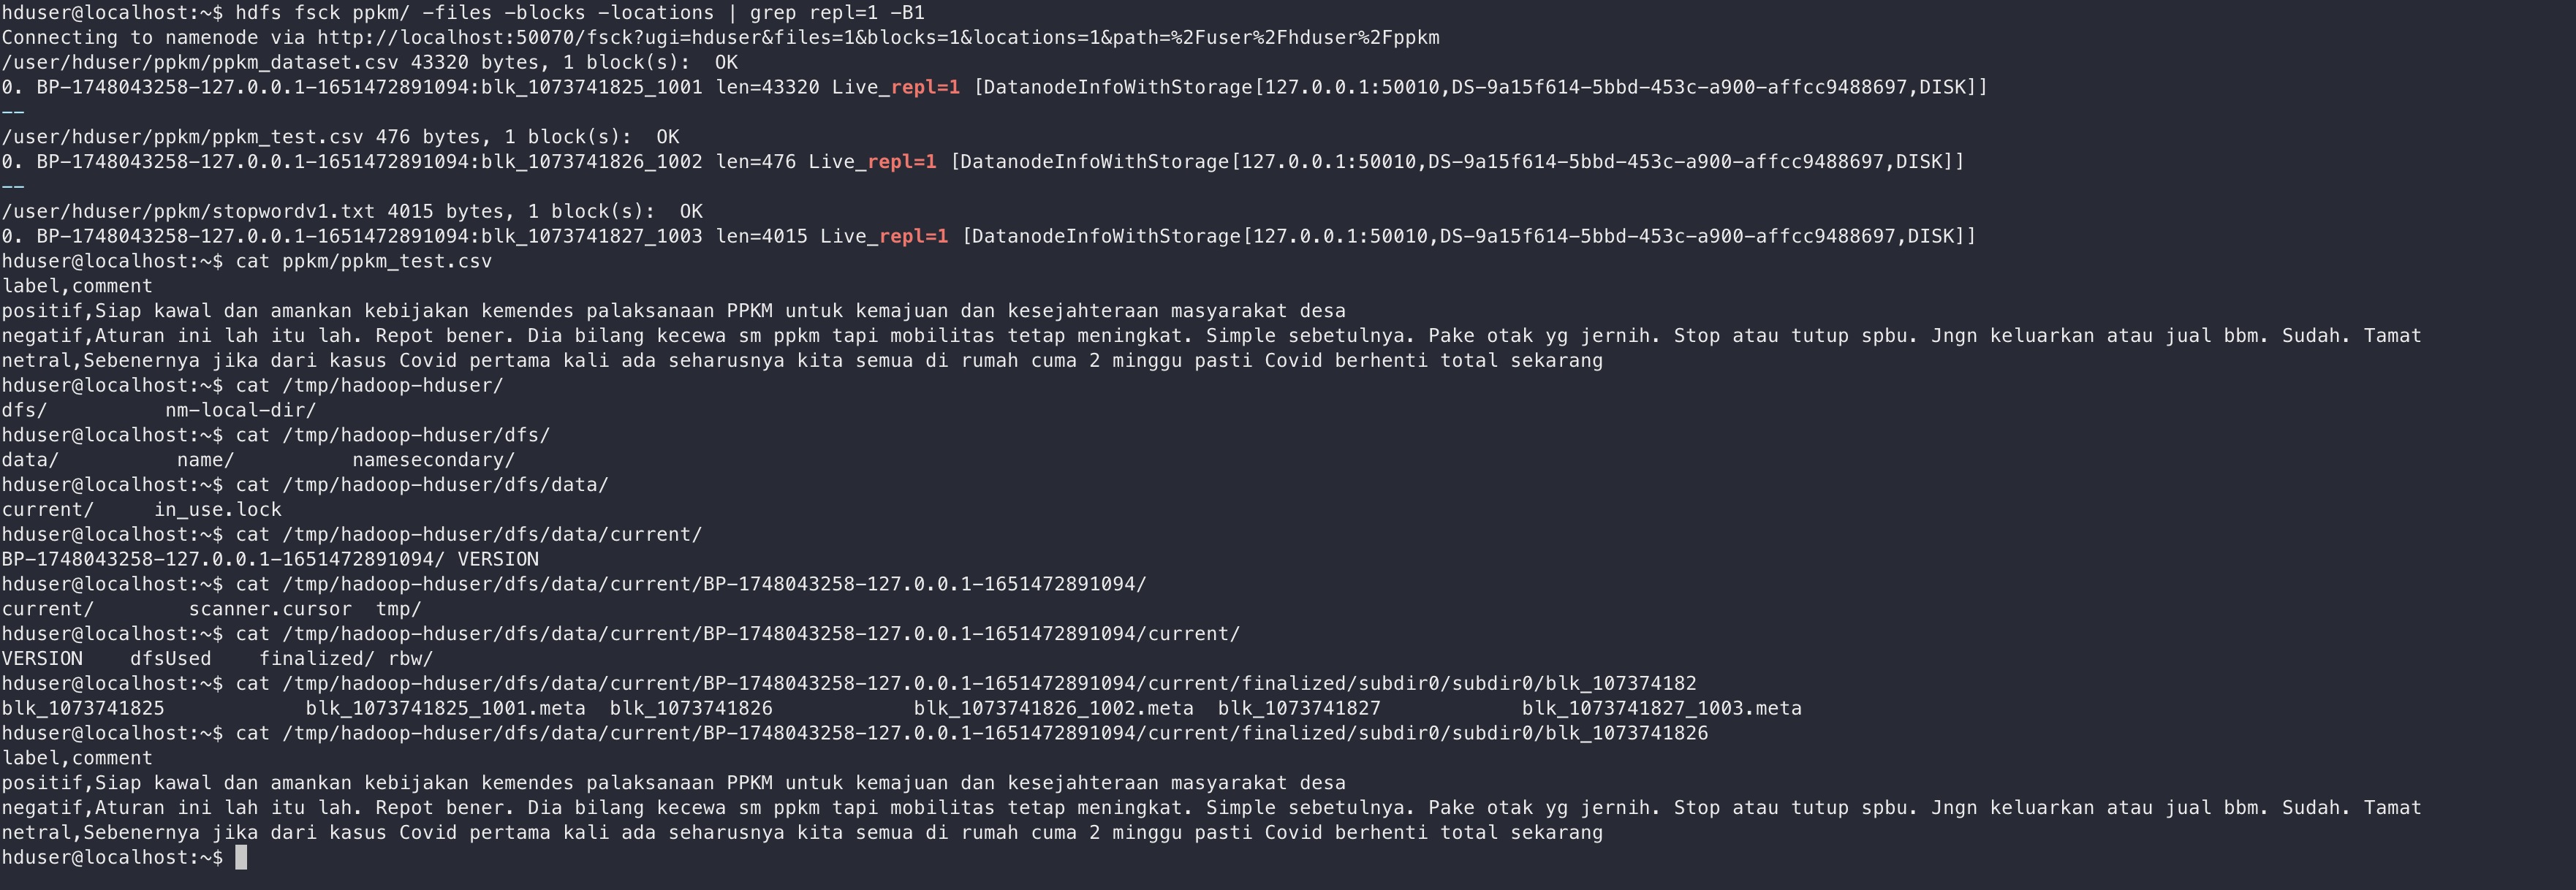 hduser@localhost:~$ hdfs fsck ppkm/ -files -blocks -locations | grep repl=1 -B1
Connecting to namenode via http://localhost:50070/fsck?ugi=hduser&files=1&blocks=1&locations=1&path=%2Fuser%2Fhduser%2Fppkm
/user/hduser/ppkm/ppkm_dataset.csv 43320 bytes, 1 block(s):  OK
0. BP-1748043258-127.0.0.1-1651472891094:blk_1073741825_1001 len=43320 Live_repl=1 [DatanodeInfoWithStorage[127.0.0.1:50010,DS-9a15f614-5bbd-453c-a900-affcc9488697,DISK]]
--
/user/hduser/ppkm/ppkm_test.csv 476 bytes, 1 block(s):  OK
0. BP-1748043258-127.0.0.1-1651472891094:blk_1073741826_1002 len=476 Live_repl=1 [DatanodeInfoWithStorage[127.0.0.1:50010,DS-9a15f614-5bbd-453c-a900-affcc9488697,DISK]]
--
/user/hduser/ppkm/stopwordv1.txt 4015 bytes, 1 block(s):  OK
0. BP-1748043258-127.0.0.1-1651472891094:blk_1073741827_1003 len=4015 Live_repl=1 [DatanodeInfoWithStorage[127.0.0.1:50010,DS-9a15f614-5bbd-453c-a900-affcc9488697,DISK]]
hduser@localhost:~$ cat ppkm/ppkm_test.csv
label,comment
positif,Siap kawal dan amankan kebijakan kemendes palaksanaan PPKM untuk kemajuan dan kesejahteraan masyarakat desa
negatif,Aturan ini lah itu lah. Repot bener. Dia bilang kecewa sm ppkm tapi mobilitas tetap meningkat. Simple sebetulnya. Pake otak yg jernih. Stop atau tutup spbu. Jngn keluarkan atau jual bbm. Sudah. Tamat
netral,Sebenernya jika dari kasus Covid pertama kali ada seharusnya kita semua di rumah cuma 2 minggu pasti Covid berhenti total sekarang
hduser@localhost:~$ cat /tmp/hadoop-hduser/
dfs/         nm-local-dir/
hduser@localhost:~$ cat /tmp/hadoop-hduser/dfs/
data/          name/          namesecondary/
hduser@localhost:~$ cat /tmp/hadoop-hduser/dfs/data/
current/     in_use.lock
hduser@localhost:~$ cat /tmp/hadoop-hduser/dfs/data/current/
BP-1748043258-127.0.0.1-1651472891094/ VERSION
hduser@localhost:~$ cat /tmp/hadoop-hduser/dfs/data/current/BP-1748043258-127.0.0.1-1651472891094/
current/        scanner.cursor  tmp/
hduser@localhost:~$ cat /tmp/hadoop-hduser/dfs/data/current/BP-1748043258-127.0.0.1-1651472891094/current/
VERSION    dfsUsed    finalized/ rbw/
hduser@localhost:~$ cat /tmp/hadoop-hduser/dfs/data/current/BP-1748043258-127.0.0.1-1651472891094/current/finalized/subdir0/subdir0/blk_107374182
blk_1073741825            blk_1073741825_1001.meta  blk_1073741826            blk_1073741826_1002.meta  blk_1073741827            blk_1073741827_1003.meta
hduser@localhost:~$ cat /tmp/hadoop-hduser/dfs/data/current/BP-1748043258-127.0.0.1-1651472891094/current/finalized/subdir0/subdir0/blk_1073741826
label,comment
positif,Siap kawal dan amankan kebijakan kemendes palaksanaan PPKM untuk kemajuan dan kesejahteraan masyarakat desa
negatif,Aturan ini lah itu lah. Repot bener. Dia bilang kecewa sm ppkm tapi mobilitas tetap meningkat. Simple sebetulnya. Pake otak yg jernih. Stop atau tutup spbu. Jngn keluarkan atau jual bbm. Sudah. Tamat
netral,Sebenernya jika dari kasus Covid pertama kali ada seharusnya kita semua di rumah cuma 2 minggu pasti Covid berhenti total sekarang
hduser@localhost:~$